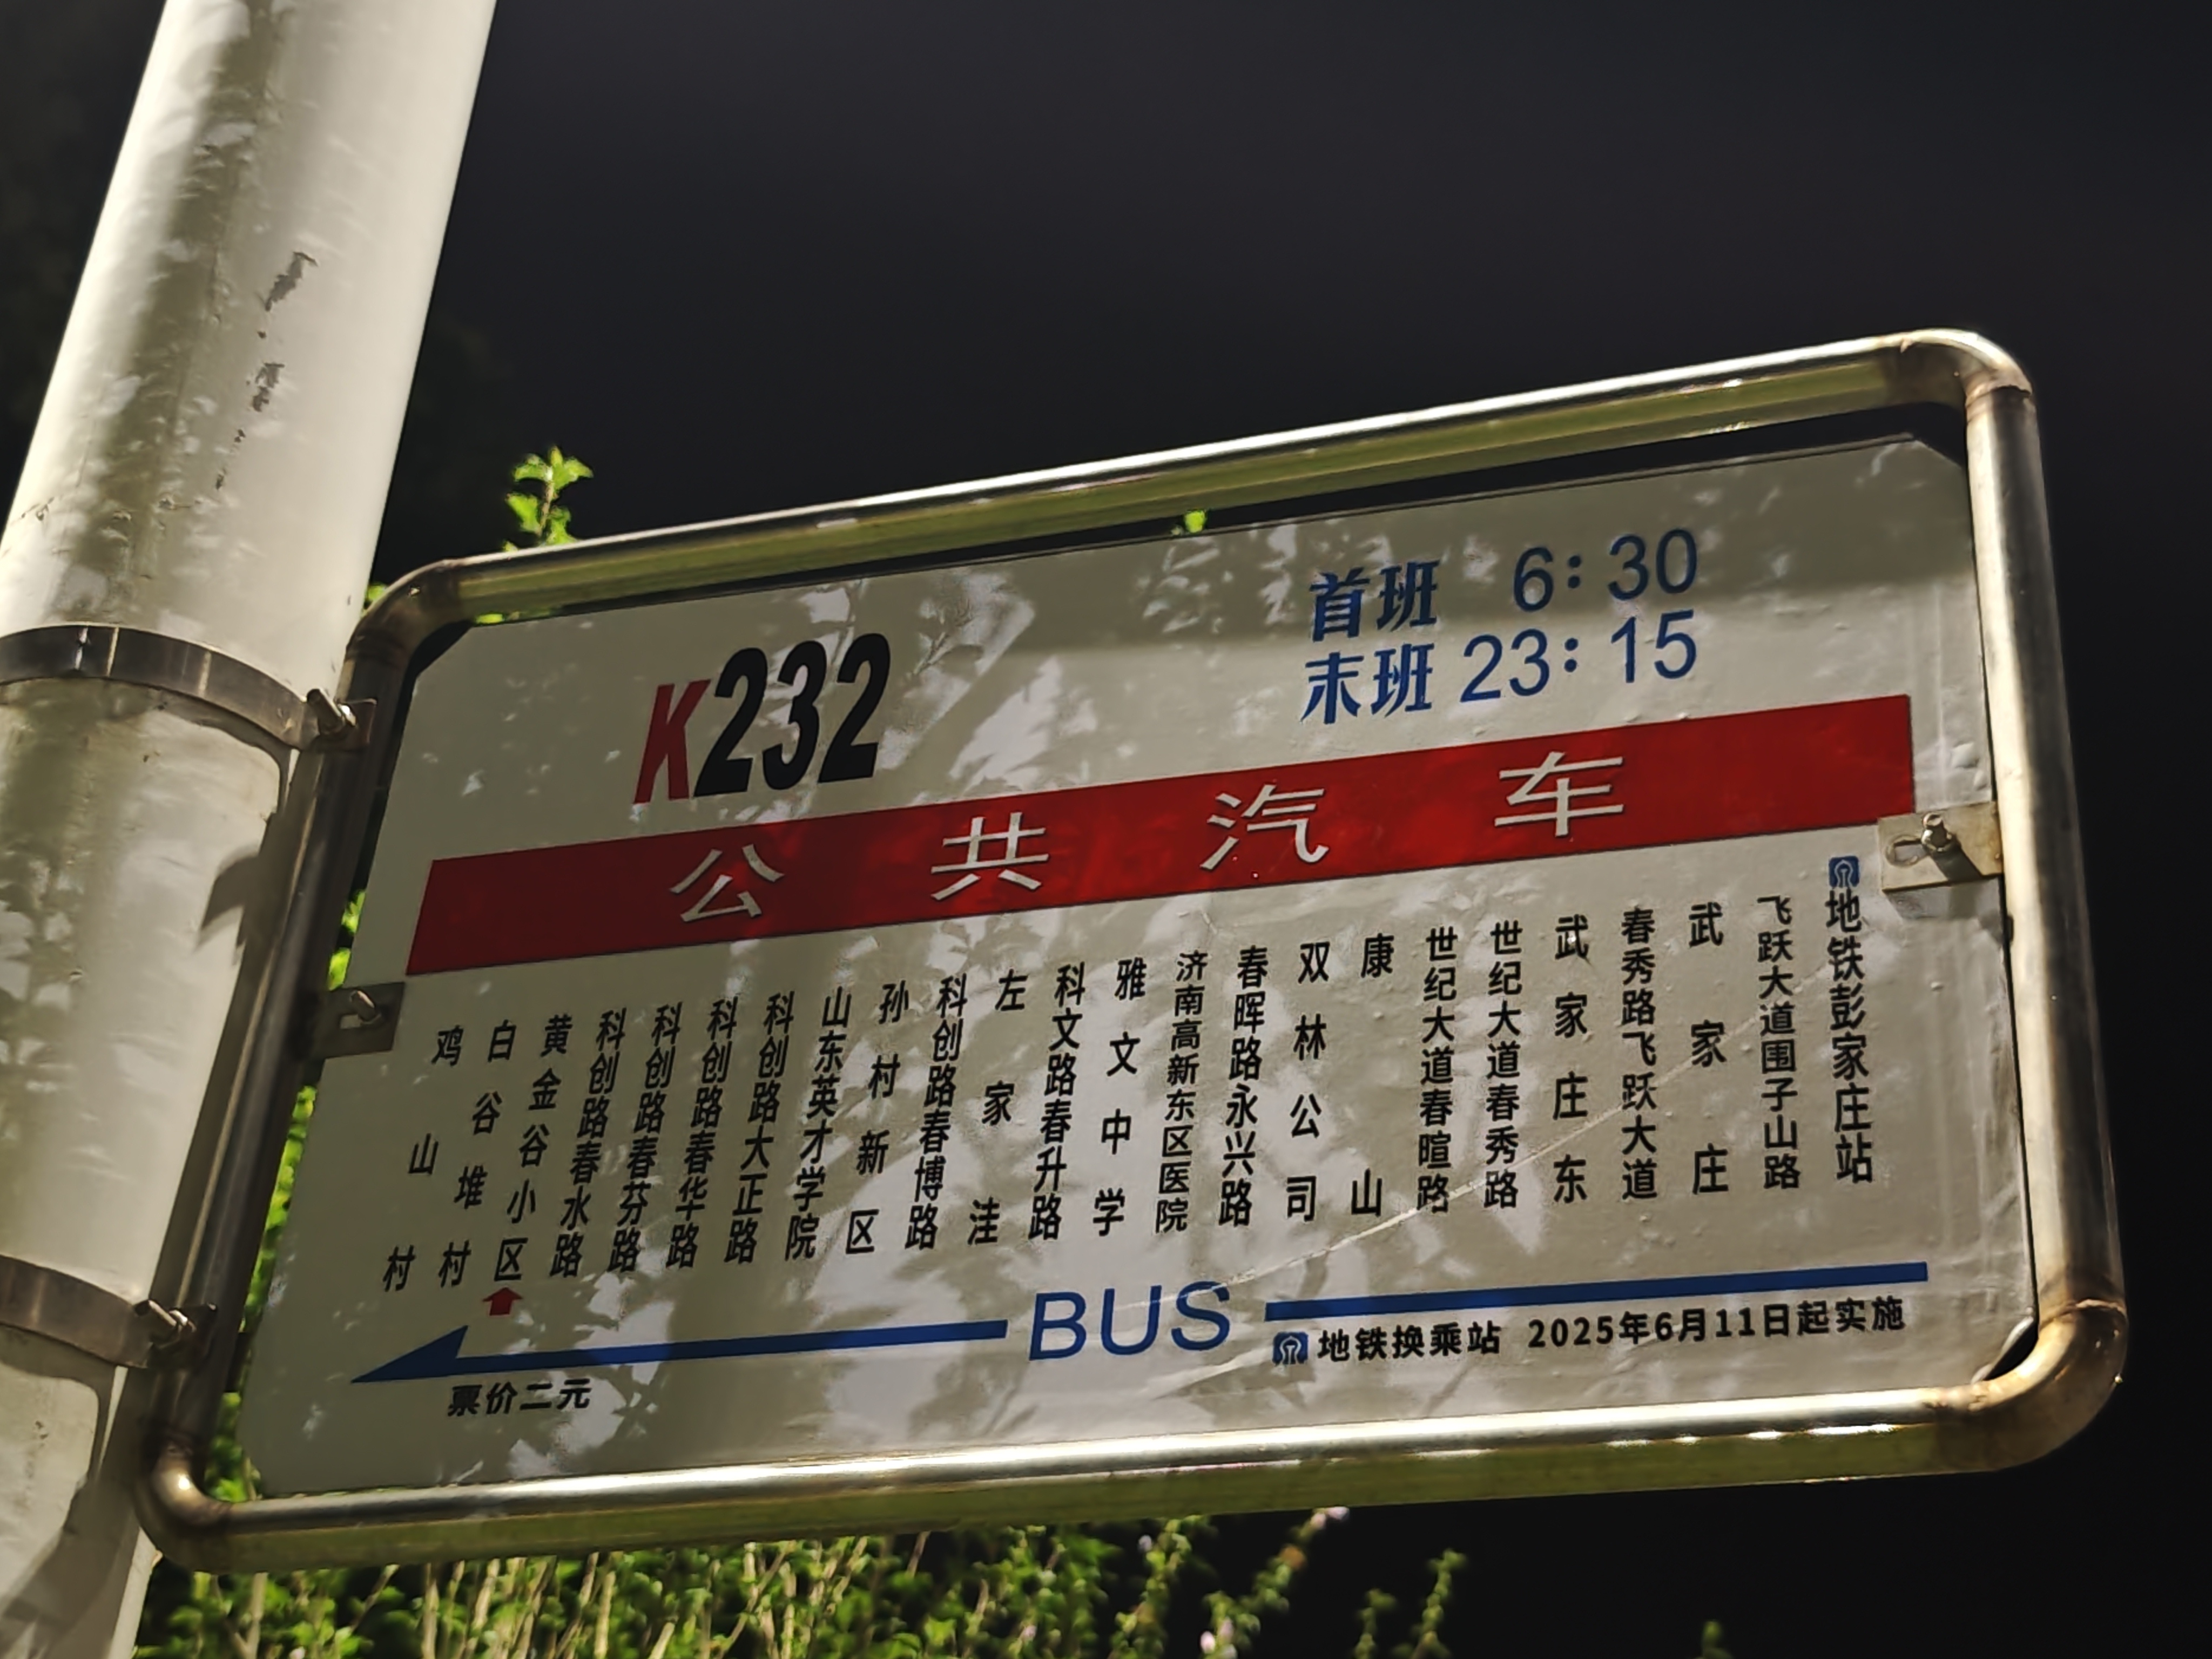 K232
首班 6:30
末班 23:15
公共汽车
鸡山村
白谷堆村
黄金谷小区
科创路春水路
科创路春芬路
科创路春华路
科创路大正路
山东英才学院
孙村新区
科创路春博路
左家洼
科文路春升路
雅文中学
济南高新东区医院
春晖路永兴路
双林公司
康山
世纪大道春暄路
世纪大道春秀路
武家庄东
春秀路飞跃大道
武家庄
飞跃大道围子山路
地铁彭家庄站
BUS
地铁换乘站 2025年6月11日起实施
票价二元